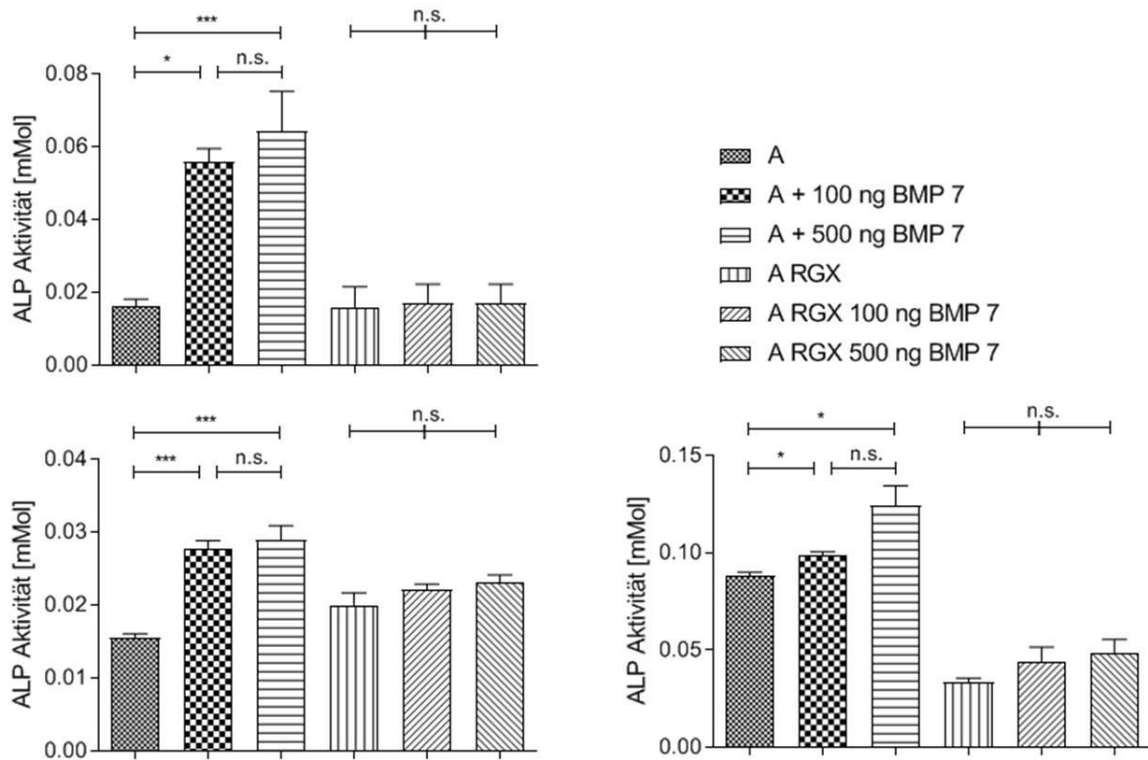 ***
n.s.
*
n.s.
ALP Aktivität [mMol]
0.08
0.06
0.04
0.02
0.00
A
A + 100 ng BMP 7
A + 500 ng BMP 7
A RGX
A RGX 100 ng BMP 7
A RGX 500 ng BMP 7
***
n.s.
***
n.s.
ALP Aktivität [mMol]
0.04
0.03
0.02
0.01
0.00
*
n.s.
*
n.s.
ALP Aktivität [mMol]
0.15
0.10
0.05
0.00